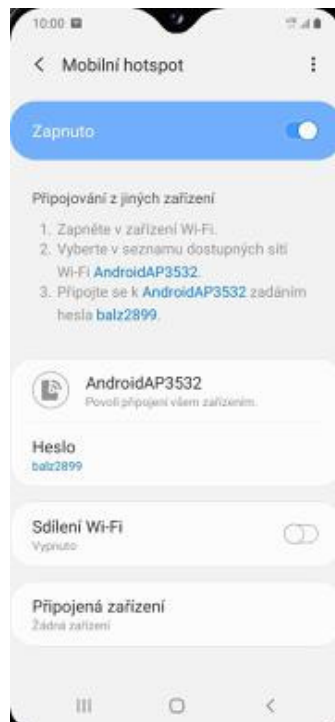 10:00
Mobilní hotspot
Zapnuto
Připojování z jiných zařízení
1. Zapněte v zařízení Wi-Fi.
2. Vyberte v seznamu dostupných sítí
Wi-Fi AndroidAP3532.
3. Připojte se k AndroidAP3532 zadáním
hesla balz2899.
AndroidAP3532
Povolí připojení všem zařízením.
Heslo
balz2899
Sdílení Wi-Fi
Vypnuto
Připojená zařízení
Žádná zařízení